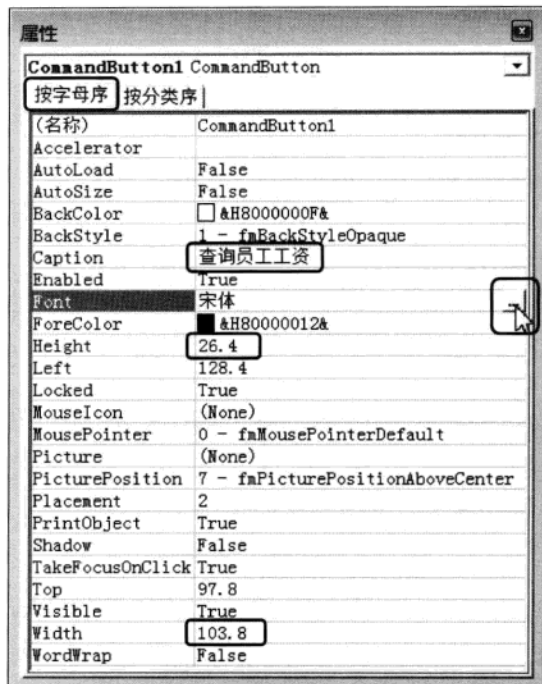 属性
CommandButton1 CommandButton
按字母序 按分类序
(名称) CommandButton1
Accelerator
AutoLoad False
AutoSize False
BackColor &H8000000F&
BackStyle 1 - fmBackStyleOpaque
Caption 查询员工工资
Enabled True
Font 宋体
ForeColor &H80000012&
Height 26.4
Left 128.4
Locked True
MouseIcon (None)
MousePointer 0 - fmMousePointerDefault
Picture (None)
PicturePosition 7 - fmPicturePositionAboveCenter
Placement 2
PrintObject True
Shadow False
TakeFocusOnClick True
Top 97.8
Visible True
Width 103.8
WordWrap False